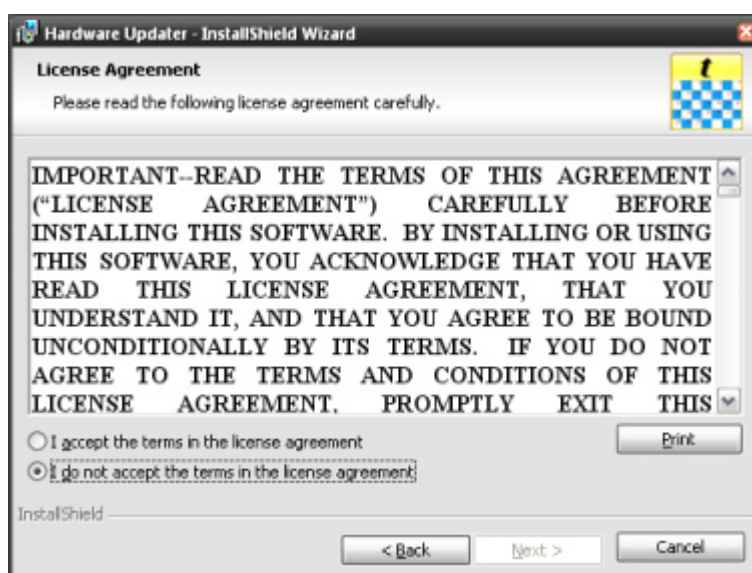 Hardware Updater - InstallShield Wizard
License Agreement
Please read the following license agreement carefully.
t
IMPORTANT--READ THE TERMS OF THIS AGREEMENT
(“LICENSE AGREEMENT”) CAREFULLY BEFORE
INSTALLING THIS SOFTWARE. BY INSTALLING OR USING
THIS SOFTWARE, YOU ACKNOWLEDGE THAT YOU HAVE
READ THIS LICENSE AGREEMENT, THAT YOU
UNDERSTAND IT, AND THAT YOU AGREE TO BE BOUND
UNCONDITIONALLY BY ITS TERMS. IF YOU DO NOT
AGREE TO THE TERMS AND CONDITIONS OF THIS
LICENSE AGREEMENT, PROMPTLY EXIT THIS
I accept the terms in the license agreement
Print
I do not accept the terms in the license agreement
InstallShield
< Back Next > Cancel